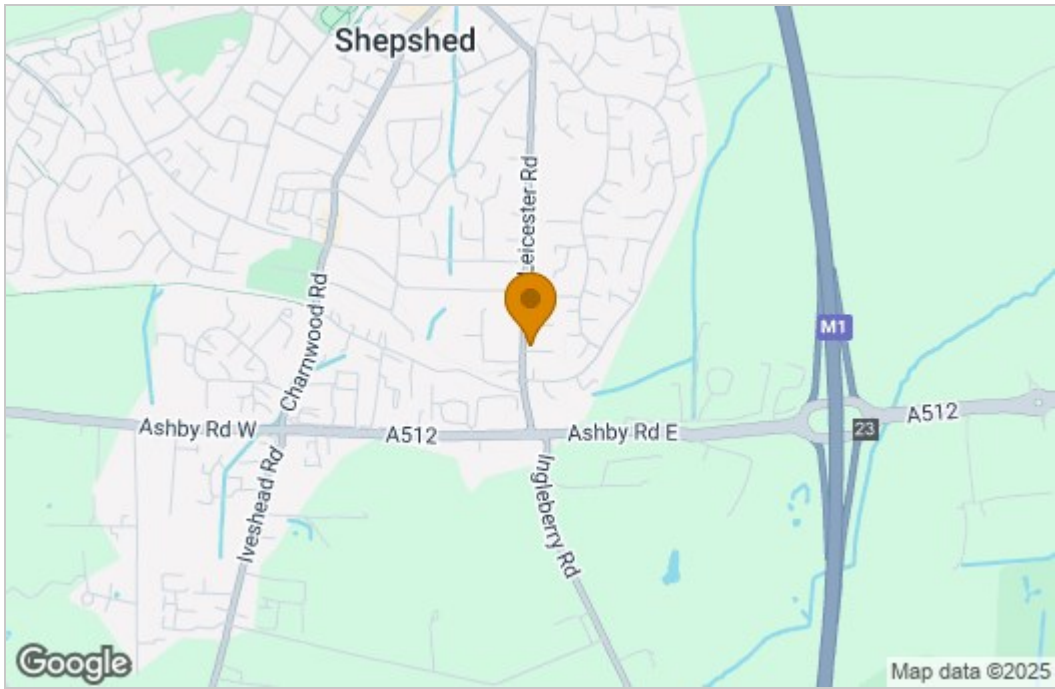 Shepshed
Leicester Rd
Charnwood Rd
M1
Ashby Rd W
A512
Ashby Rd E
23
A512
Iveshead Rd
Ingleberry Rd
Google
Map data ©2025